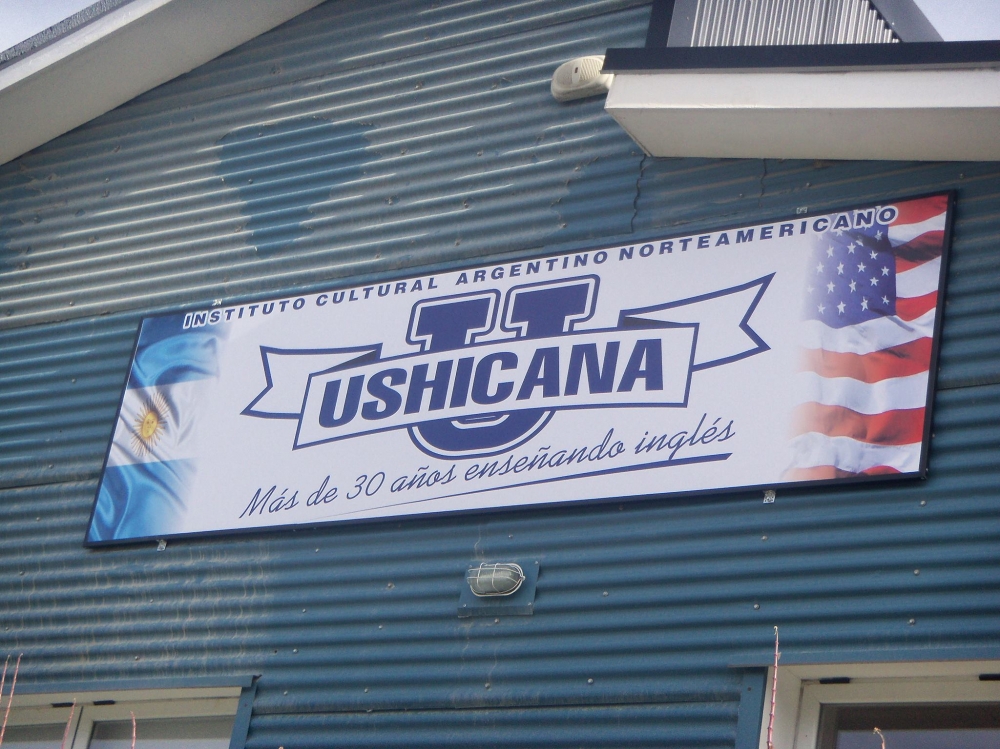 INSTITUTO CULTURAL ARGENTINO NORTEAMERICANO
U
USHICANA
Más de 30 años enseñando inglés